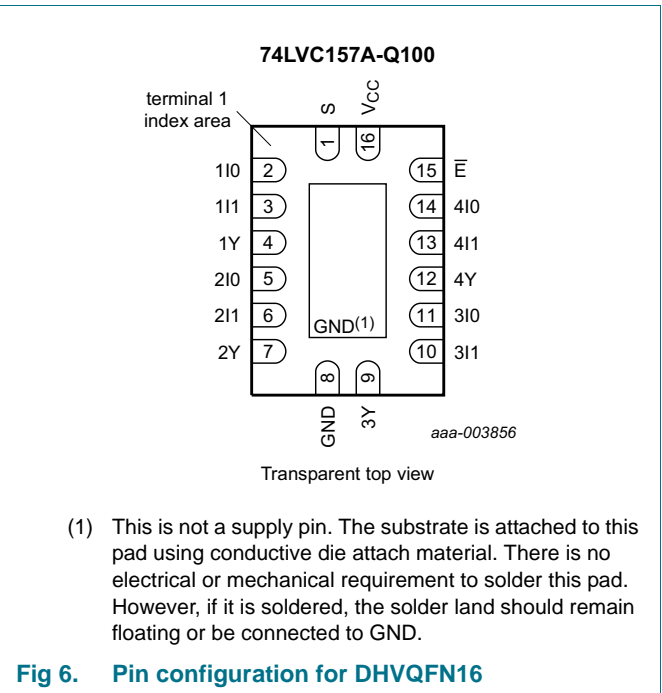 74LVC157A-Q100
terminal 1
index area
S
VCC
1
16
1I0 2
15 E̅
1I1 3
14 4I0
1Y 4
13 4I1
2I0 5
12 4Y
2I1 6
11 3I0
GND(1)
2Y 7
10 3I1
8
9
GND
3Y
aaa-003856
Transparent top view
(1) This is not a supply pin. The substrate is attached to this
pad using conductive die attach material. There is no
electrical or mechanical requirement to solder this pad.
However, if it is soldered, the solder land should remain
floating or be connected to GND.
Fig 6. Pin configuration for DHVQFN16